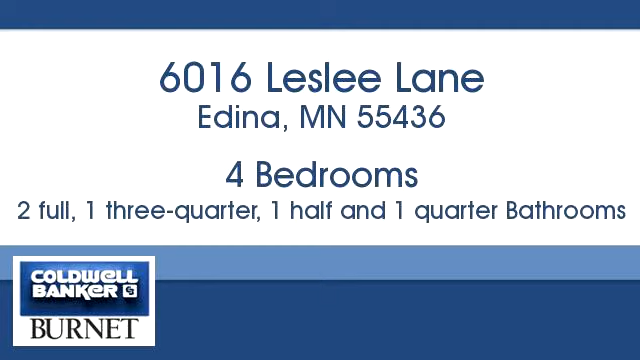 6016 Leslee Lane
Edina, MN 55436
4 Bedrooms
2 full, 1 three-quarter, 1 half and 1 quarter Bathrooms
COLDWELL
BANKER CB
BURNET